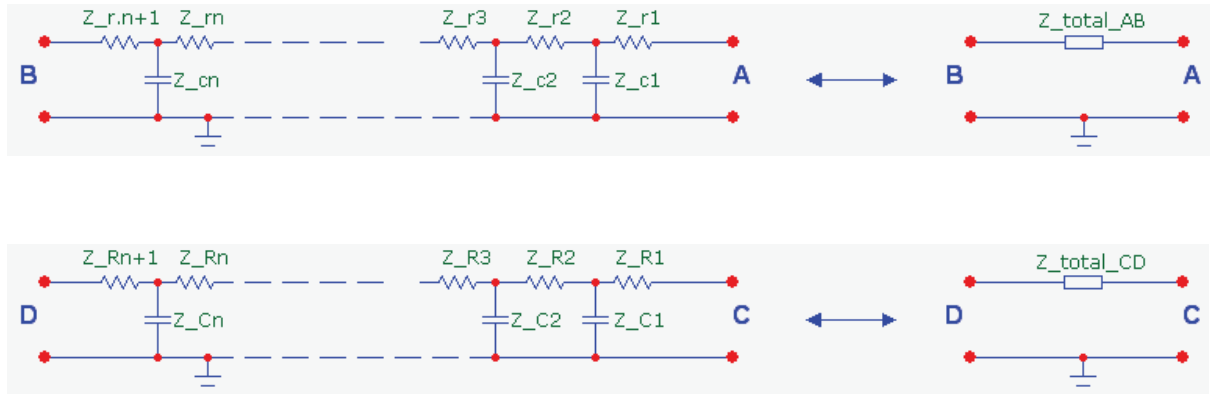 Z_r.n+1 Z_rn Z_r3 Z_r2 Z_r1 Z_total_AB
B Z_cn Z_c2 Z_c1 A B A
Z_Rn+1 Z_Rn Z_R3 Z_R2 Z_R1 Z_total_CD
D Z_Cn Z_C2 Z_C1 C D C